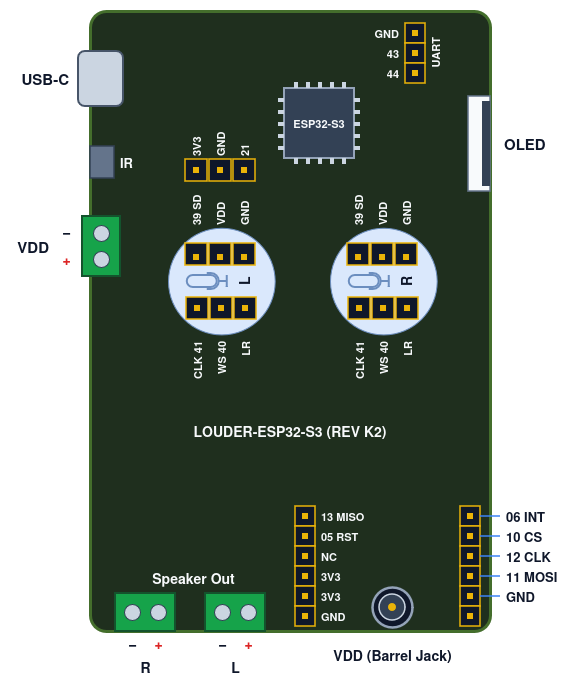 GND
43
44
UART
USB-C
ESP32-S3
OLED
IR
3V3
GND
21
39 SD
VDD
GND
39 SD
VDD
GND
VDD
−
+
L
R
CLK 41
WS 40
LR
CLK 41
WS 40
LR
LOUDER-ESP32-S3 (REV K2)
13 MISO
05 RST
NC
3V3
3V3
GND
06 INT
10 CS
12 CLK
11 MOSI
GND
Speaker Out
− +
− +
R
L
VDD (Barrel Jack)